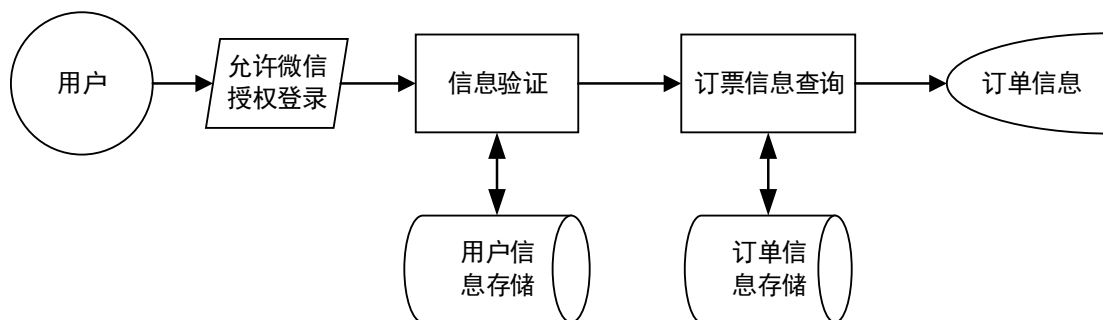 用户
允许微信
授权登录
信息验证
订票信息查询
订单信息
用户信
息存储
订单信
息存储